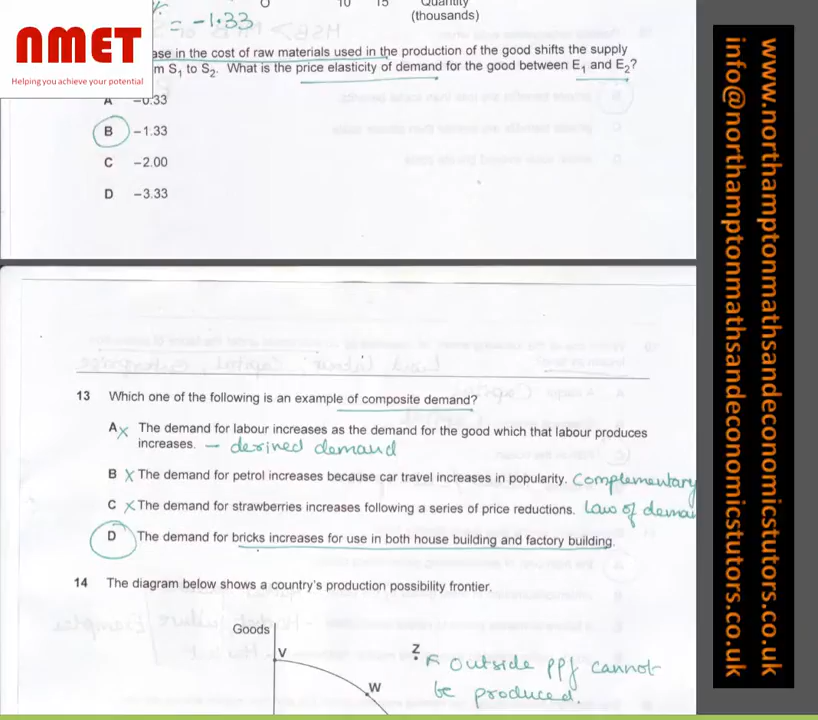 = -1.33
0 10 15 Quantity
(thousands)
NMET
Helping you achieve your potential
ase in the cost of raw materials used in the production of the good shifts the supply
m S1 to S2. What is the price elasticity of demand for the good between E1 and E2?
A -0.33
B -1.33
C -2.00
D -3.33
13 Which one of the following is an example of composite demand?
A x The demand for labour increases as the demand for the good which that labour produces
increases. - derived demand
B x The demand for petrol increases because car travel increases in popularity. Complementary
C x The demand for strawberries increases following a series of price reductions. Law of deman
D The demand for bricks increases for use in both house building and factory building.
14 The diagram below shows a country's production possibility frontier.
Goods
V
W
Z
outside ppf cannot
be produced.
www.northamptonmathsandeconomicstutors.co.uk
info@northamptonmathsandeconomicstutors.co.uk